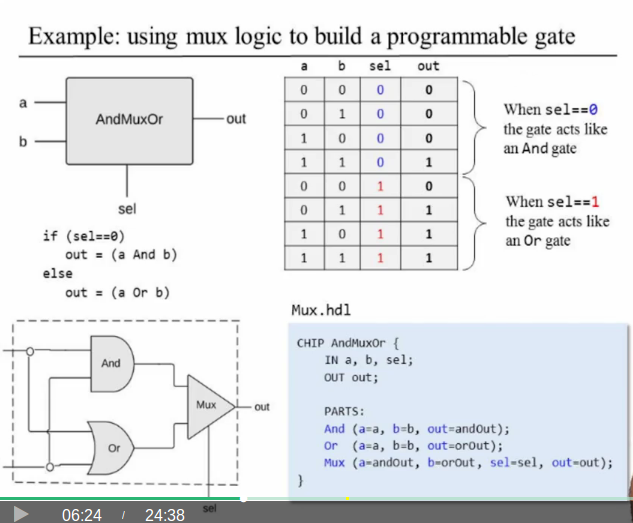 Example: using mux logic to build a programmable gate
a
b
AndMuxOr
out
sel
if (sel==0)
out = (a And b)
else
out = (a Or b)
a b sel out
0 0 0 0
0 1 0 0
1 0 0 0
1 1 0 1
0 0 1 0
0 1 1 1
1 0 1 1
1 1 1 1
When sel==0
the gate acts like
an And gate
When sel==1
the gate acts like
an Or gate
And
Or
Mux
out
sel
Mux.hdl
CHIP AndMuxOr {
IN a, b, sel;
OUT out;
PARTS:
And (a=a, b=b, out=andOut);
Or (a=a, b=b, out=orOut);
Mux (a=andOut, b=orOut, sel=sel, out=out);
}
06:24 / 24:38